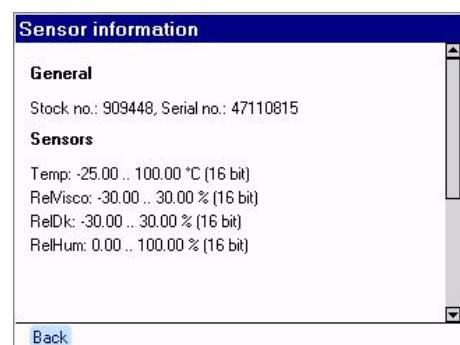 Sensor information
General
Stock no.: 909448, Serial no.: 47110815
Sensors
Temp: -25.00 .. 100.00 °C (16 bit)
RelVisco: -30.00 .. 30.00 % (16 bit)
RelDk: -30.00 .. 30.00 % (16 bit)
RelHum: 0.00 .. 100.00 % (16 bit)
Back